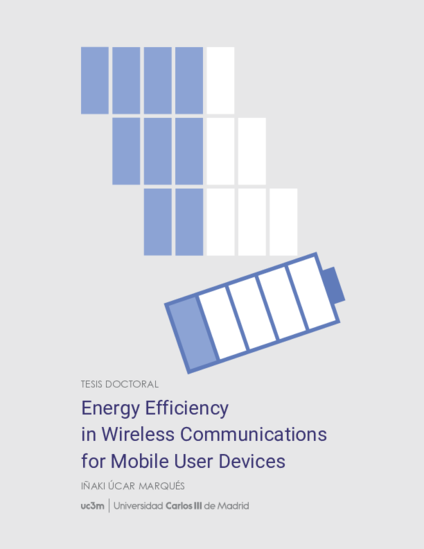 TESIS DOCTORAL
Energy Efficiency
in Wireless Communications
for Mobile User Devices
IÑAKI ÚCAR MARQUÉS
uc3m | Universidad Carlos III de Madrid